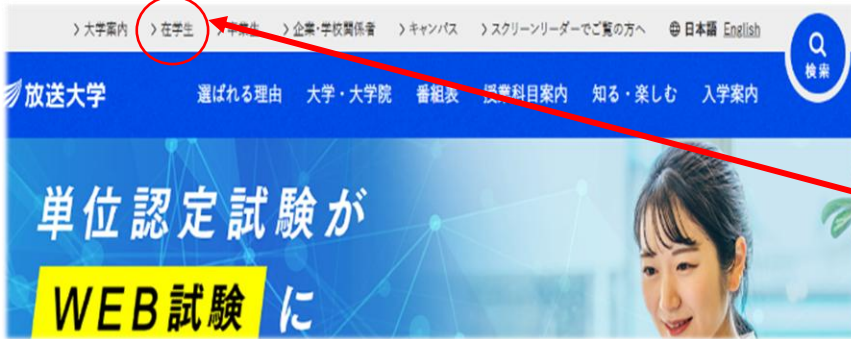 > 大学案内 > 在学生 > 卒業生 > 企業・学校関係者 > キャンパス > スクリーンリーダーでご覧の方へ 日本語 English
検索
放送大学 選ばれる理由 大学・大学院 番組表 授業科目案内 知る・楽しむ 入学案内
単位認定試験が
WEB試験 に